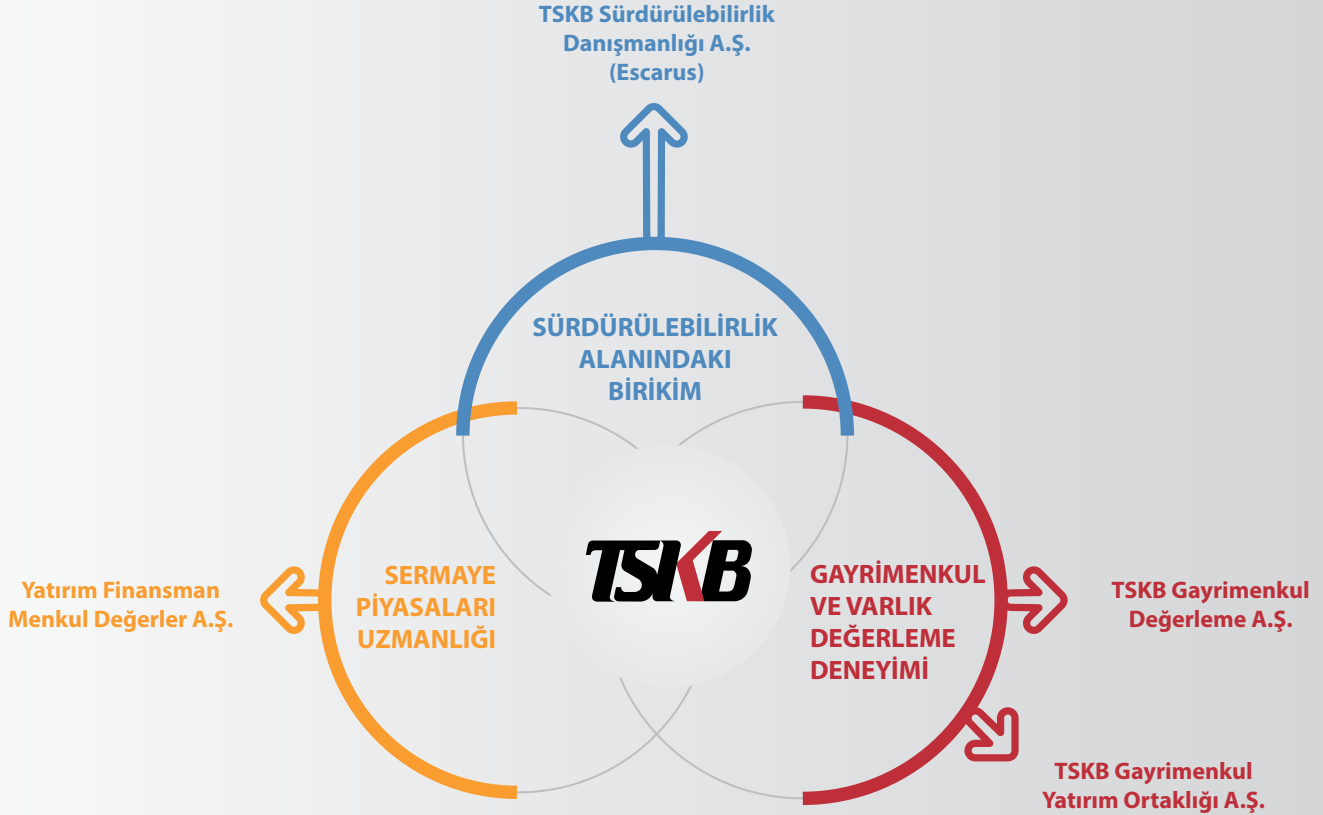 TSKB Sürdürülebilirlik
Danışmanlığı A.Ş.
(Escarus)
SÜRDÜRÜLEBİLİRLİK
ALANINDAKI
BİRİKİM
Yatırım Finansman
Menkul Değerler A.Ş.
SERMAYE
PİYASALARI
UZMANLIĞI
TSKB
GAYRİMENKUL
VE VARLIK
DEĞERLEME
DENEYİMİ
TSKB Gayrimenkul
Değerleme A.Ş.
TSKB Gayrimenkul
Yatırım Ortaklığı A.Ş.